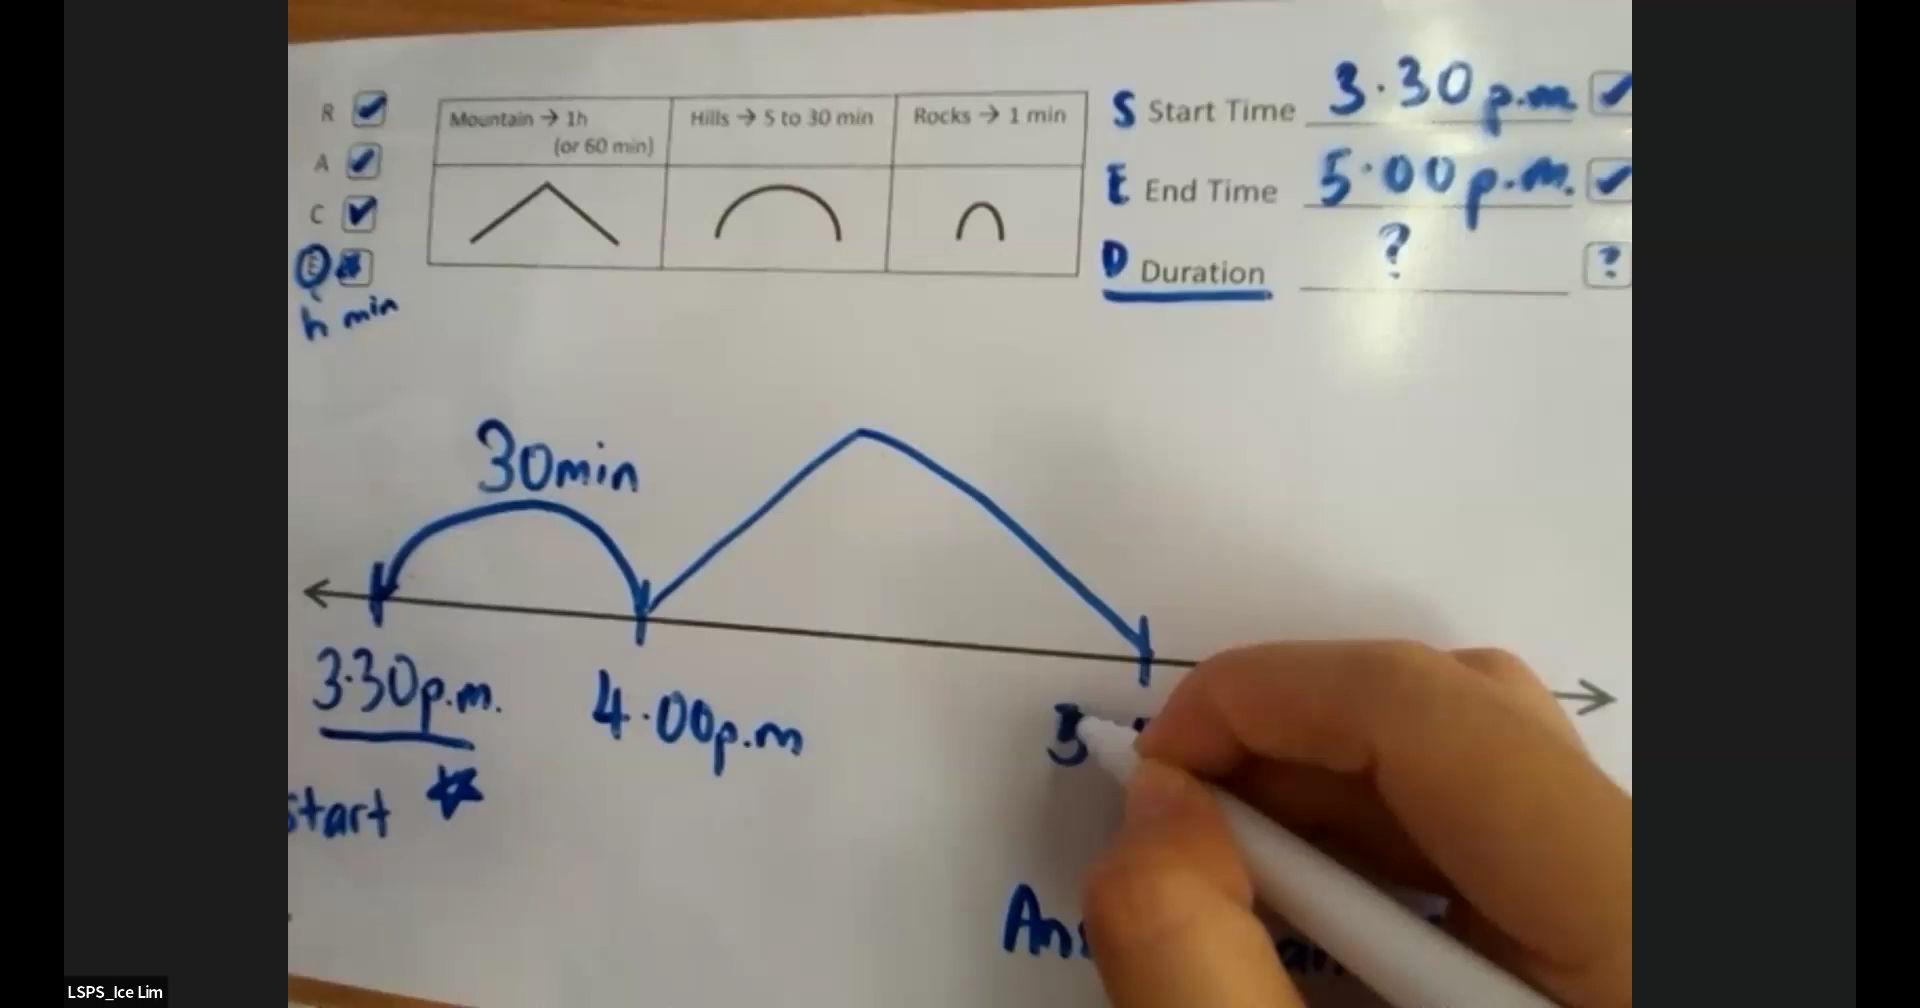 R
A
C
E
h min
Mountain → 1h
(or 60 min)
Hills → 5 to 30 min
Rocks → 1 min
S Start Time 3.30 p.m
E End Time 5.00 p.m.
D Duration ?
?
30min
3.30p.m.
4.00p.m
start
LSPS_Ice Lim